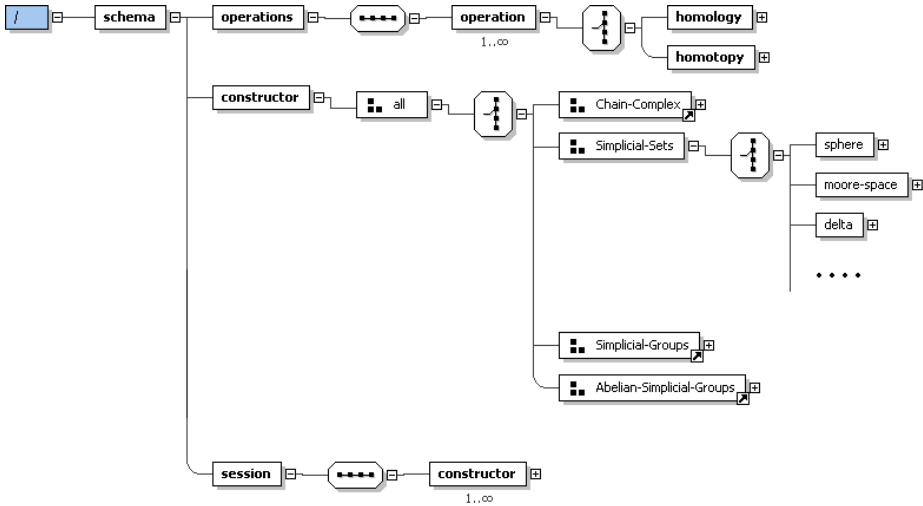 /
schema
operations
operation
1..∞
homology
homotopy
constructor
all
Chain-Complex
Simplicial-Sets
sphere
moore-space
delta
Simplicial-Groups
Abelian-Simplicial-Groups
session
constructor
1..∞